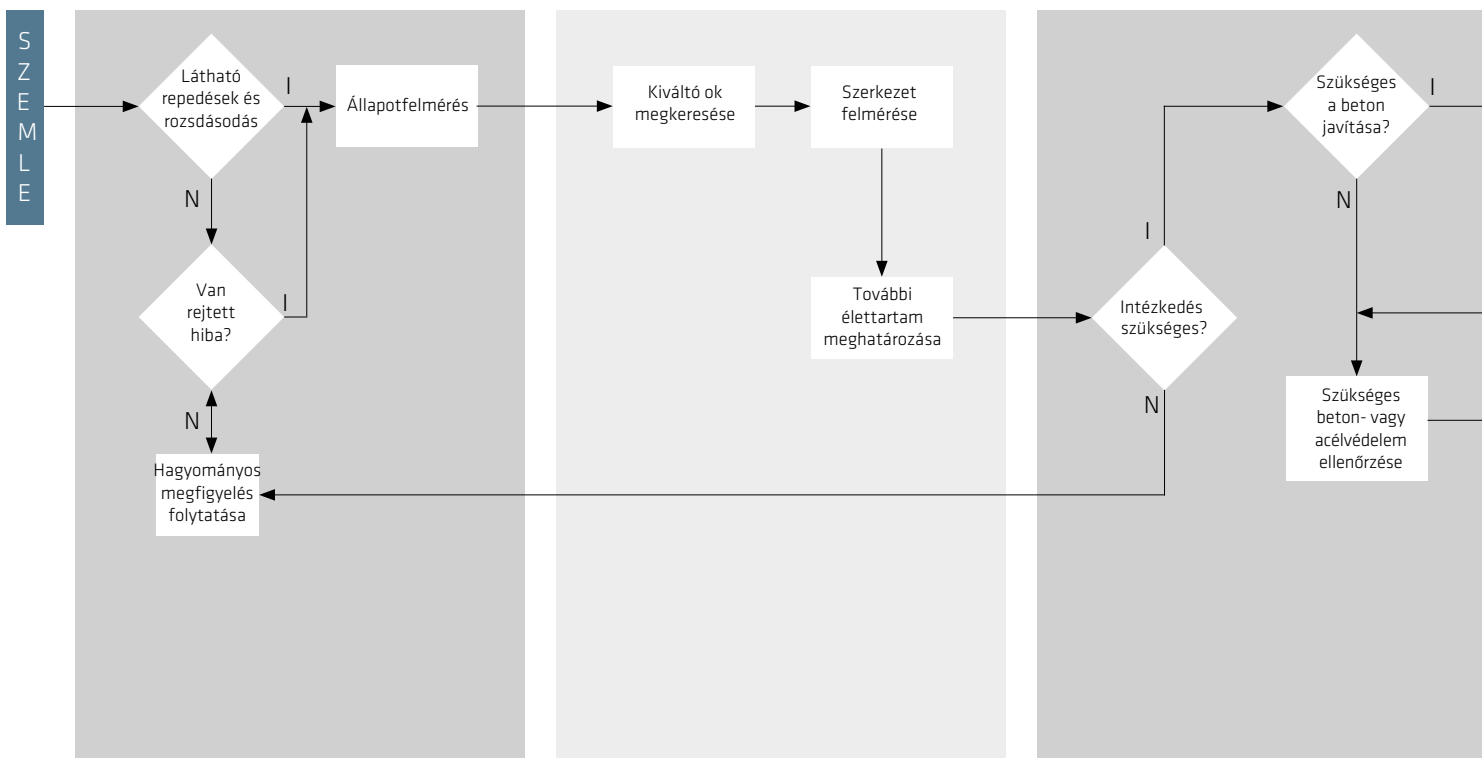 S
Z
E
M
L
E
Látható
repedések és
rozsdásodás
I
Állapotfelmérés
N
Van
rejtett
hiba?
I
N
Hagyományos
megfigyelés
folytatása
Kiváltó ok
megkeresése
Szerkezet
felmérése
További
élettartam
meghatározása
Intézkedés
szükséges?
I
N
Szükséges
a beton
javítása?
I
N
Szükséges
beton- vagy
acélvédelem
ellenőrzése